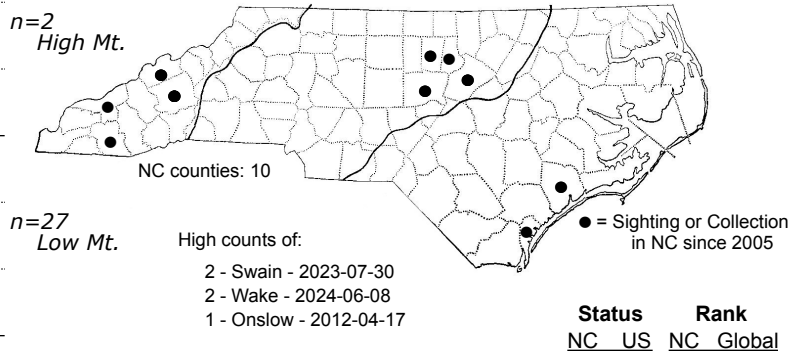 n=2
High Mt.
NC counties: 10
n=27
Low Mt.
High counts of:
2 - Swain - 2023-07-30
2 - Wake - 2024-06-08
1 - Onslow - 2012-04-17
● = Sighting or Collection
in NC since 2005
Status Rank
NC US NC Global